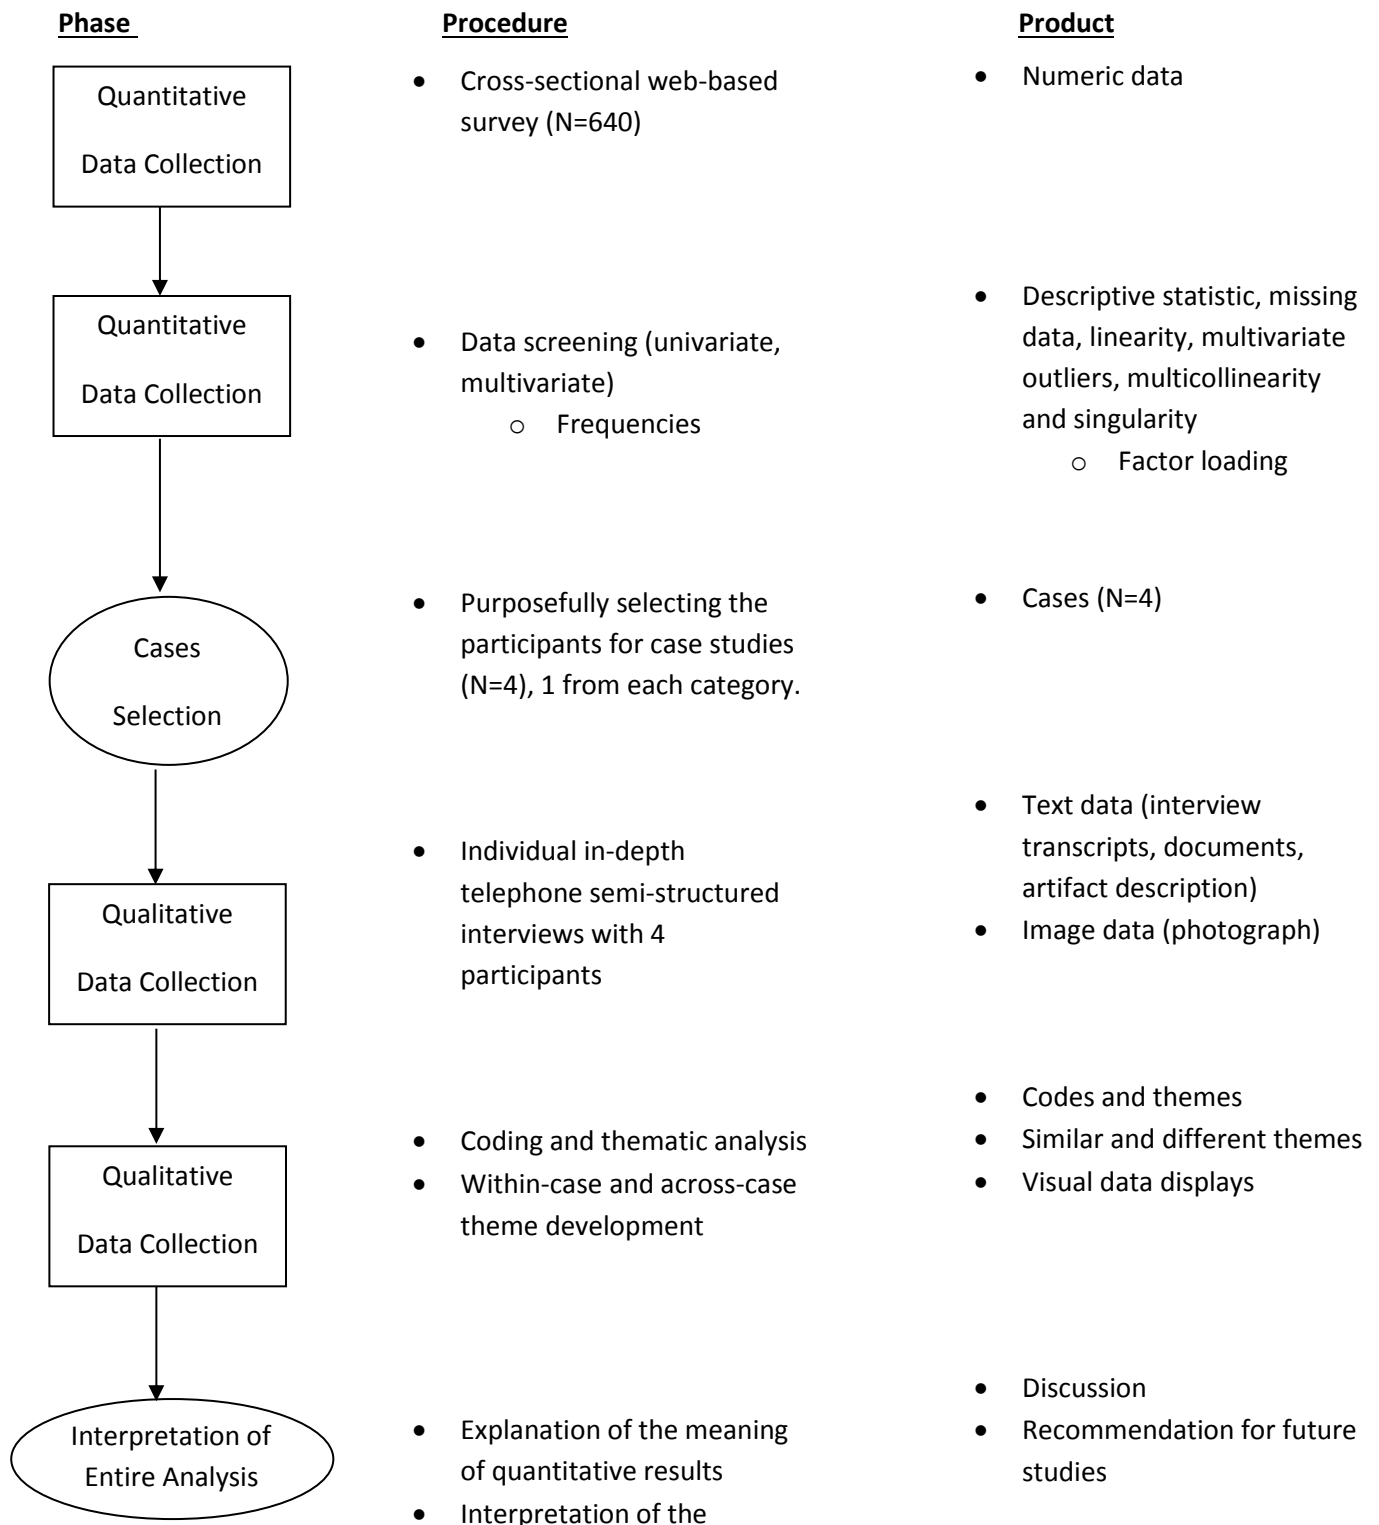 Phase
Procedure
Product
Quantitative
Data Collection
• Cross-sectional web-based
survey (N=640)
• Numeric data
Quantitative
Data Collection
• Data screening (univariate,
multivariate)
o Frequencies
• Descriptive statistic, missing
data, linearity, multivariate
outliers, multicollinearity
and singularity
o Factor loading
Cases
Selection
• Purposefully selecting the
participants for case studies
(N=4), 1 from each category.
• Cases (N=4)
Qualitative
Data Collection
• Individual in-depth
telephone semi-structured
interviews with 4
participants
• Text data (interview
transcripts, documents,
artifact description)
• Image data (photograph)
Qualitative
Data Collection
• Coding and thematic analysis
• Within-case and across-case
theme development
• Codes and themes
• Similar and different themes
• Visual data displays
Interpretation of
Entire Analysis
• Explanation of the meaning
of quantitative results
• Interpretation of the
• Discussion
• Recommendation for future
studies